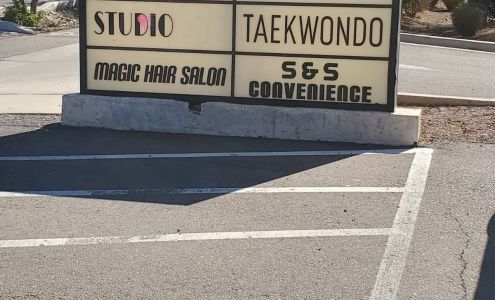 STUDIO
TAEKWONDO
MAGIC HAIR SALON
S & S
CONVENIENCE